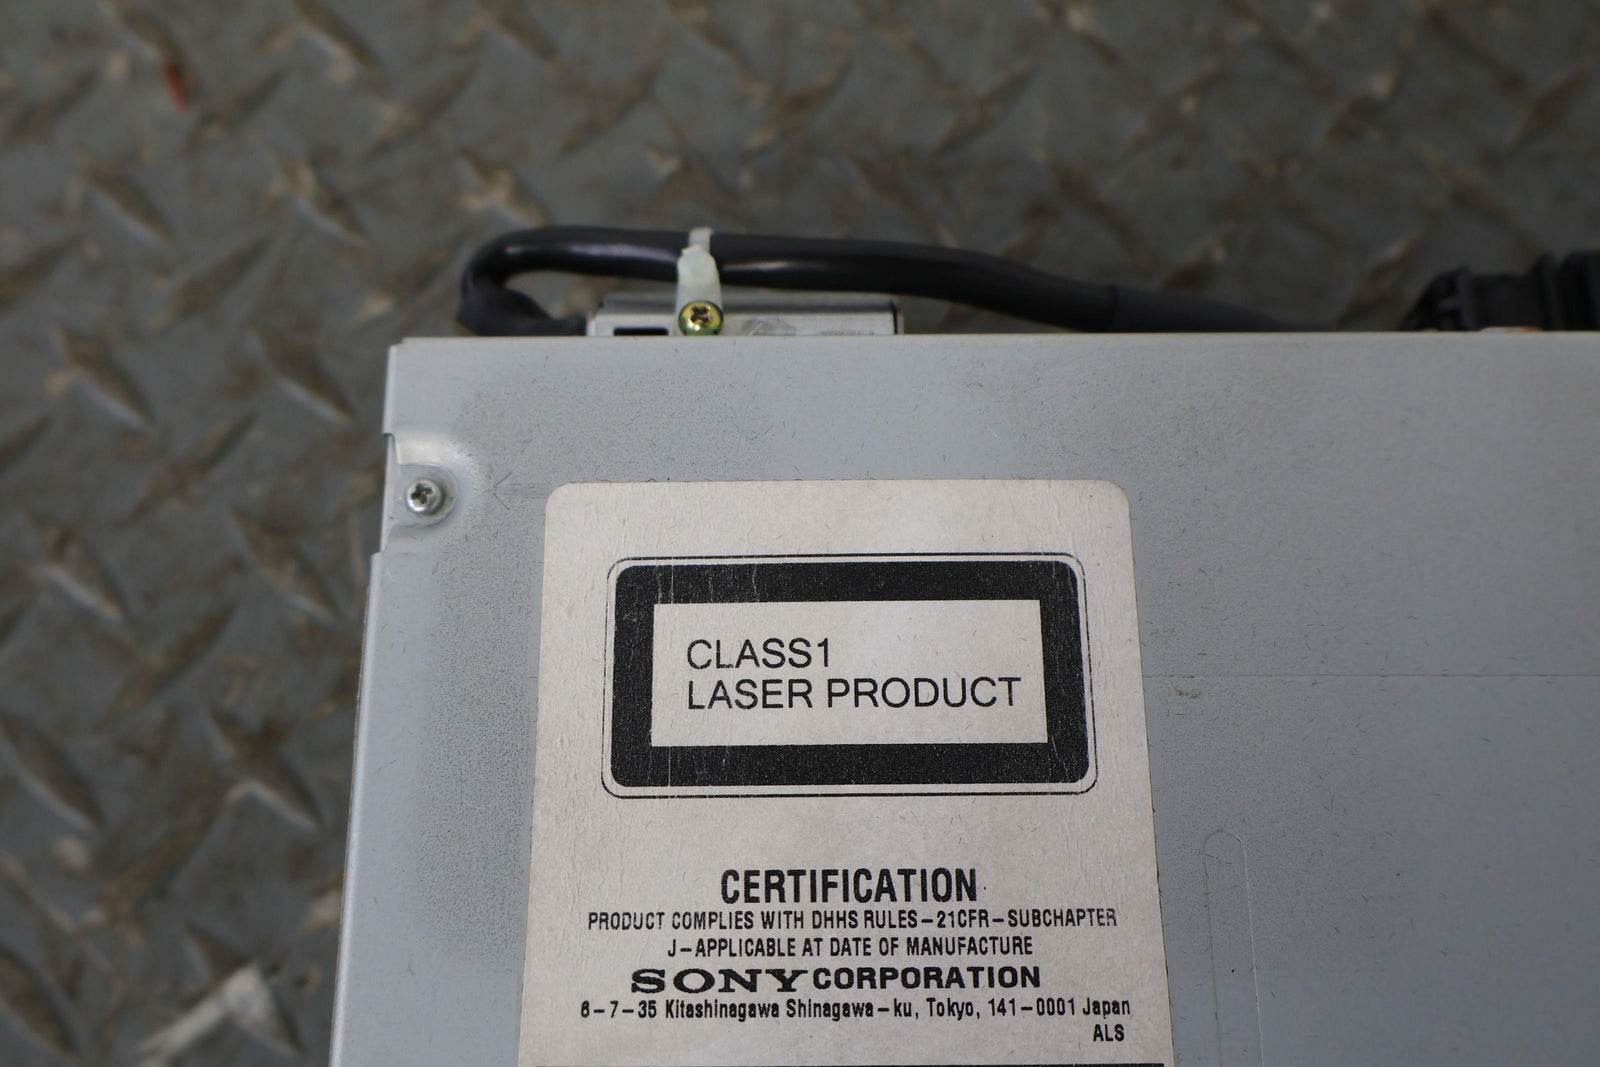 CLASS1
LASER PRODUCT
CERTIFICATION
PRODUCT COMPLIES WITH DHHS RULES-21CFR-SUBCHAPTER
J-APPLICABLE AT DATE OF MANUFACTURE
SONY CORPORATION
6-7-35 Kitashinagawa Shinagawa-ku, Tokyo, 141-0001 Japan
ALS